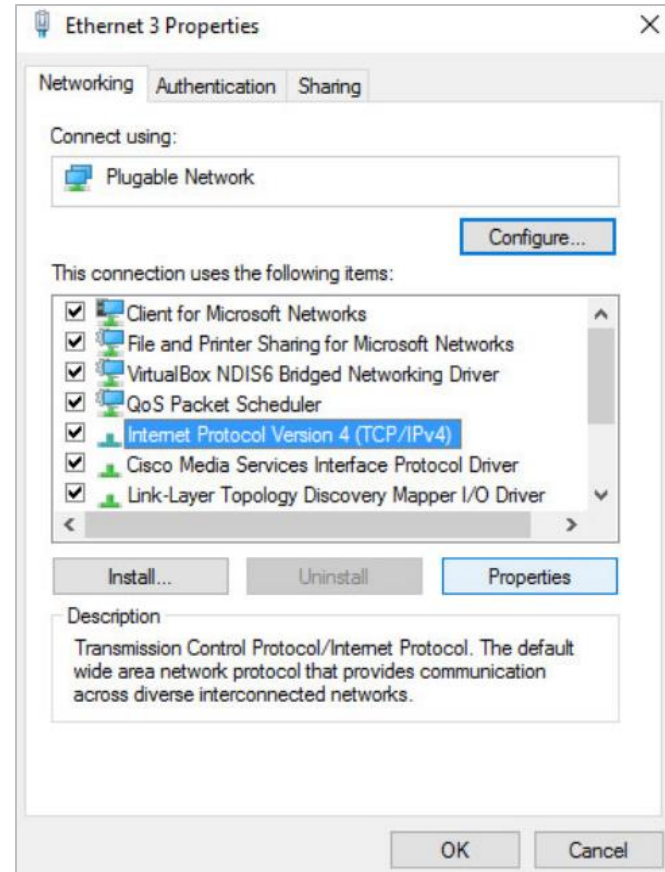 Ethernet 3 Properties
Networking Authentication Sharing
Connect using:
Plugable Network
Configure...
This connection uses the following items:
Client for Microsoft Networks
File and Printer Sharing for Microsoft Networks
VirtualBox NDIS6 Bridged Networking Driver
QoS Packet Scheduler
Internet Protocol Version 4 (TCP/IPv4)
Cisco Media Services Interface Protocol Driver
Link-Layer Topology Discovery Mapper I/O Driver
Install... Uninstall Properties
Description
Transmission Control Protocol/Internet Protocol. The default
wide area network protocol that provides communication
across diverse interconnected networks.
OK Cancel